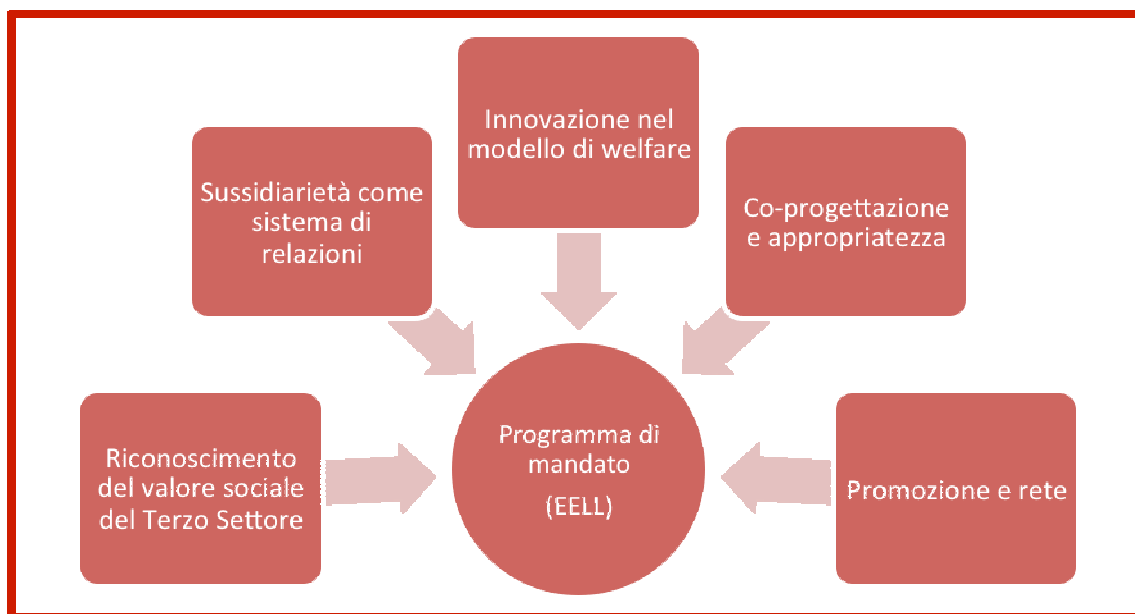 Innovazione nel
modello di welfare
Sussidiarietà come
sistema di
relazioni
Co-progettazione
e appropriatezza
Riconoscimento
del valore sociale
del Terzo Settore
Programma di
mandato
(EELL)
Promozione e rete